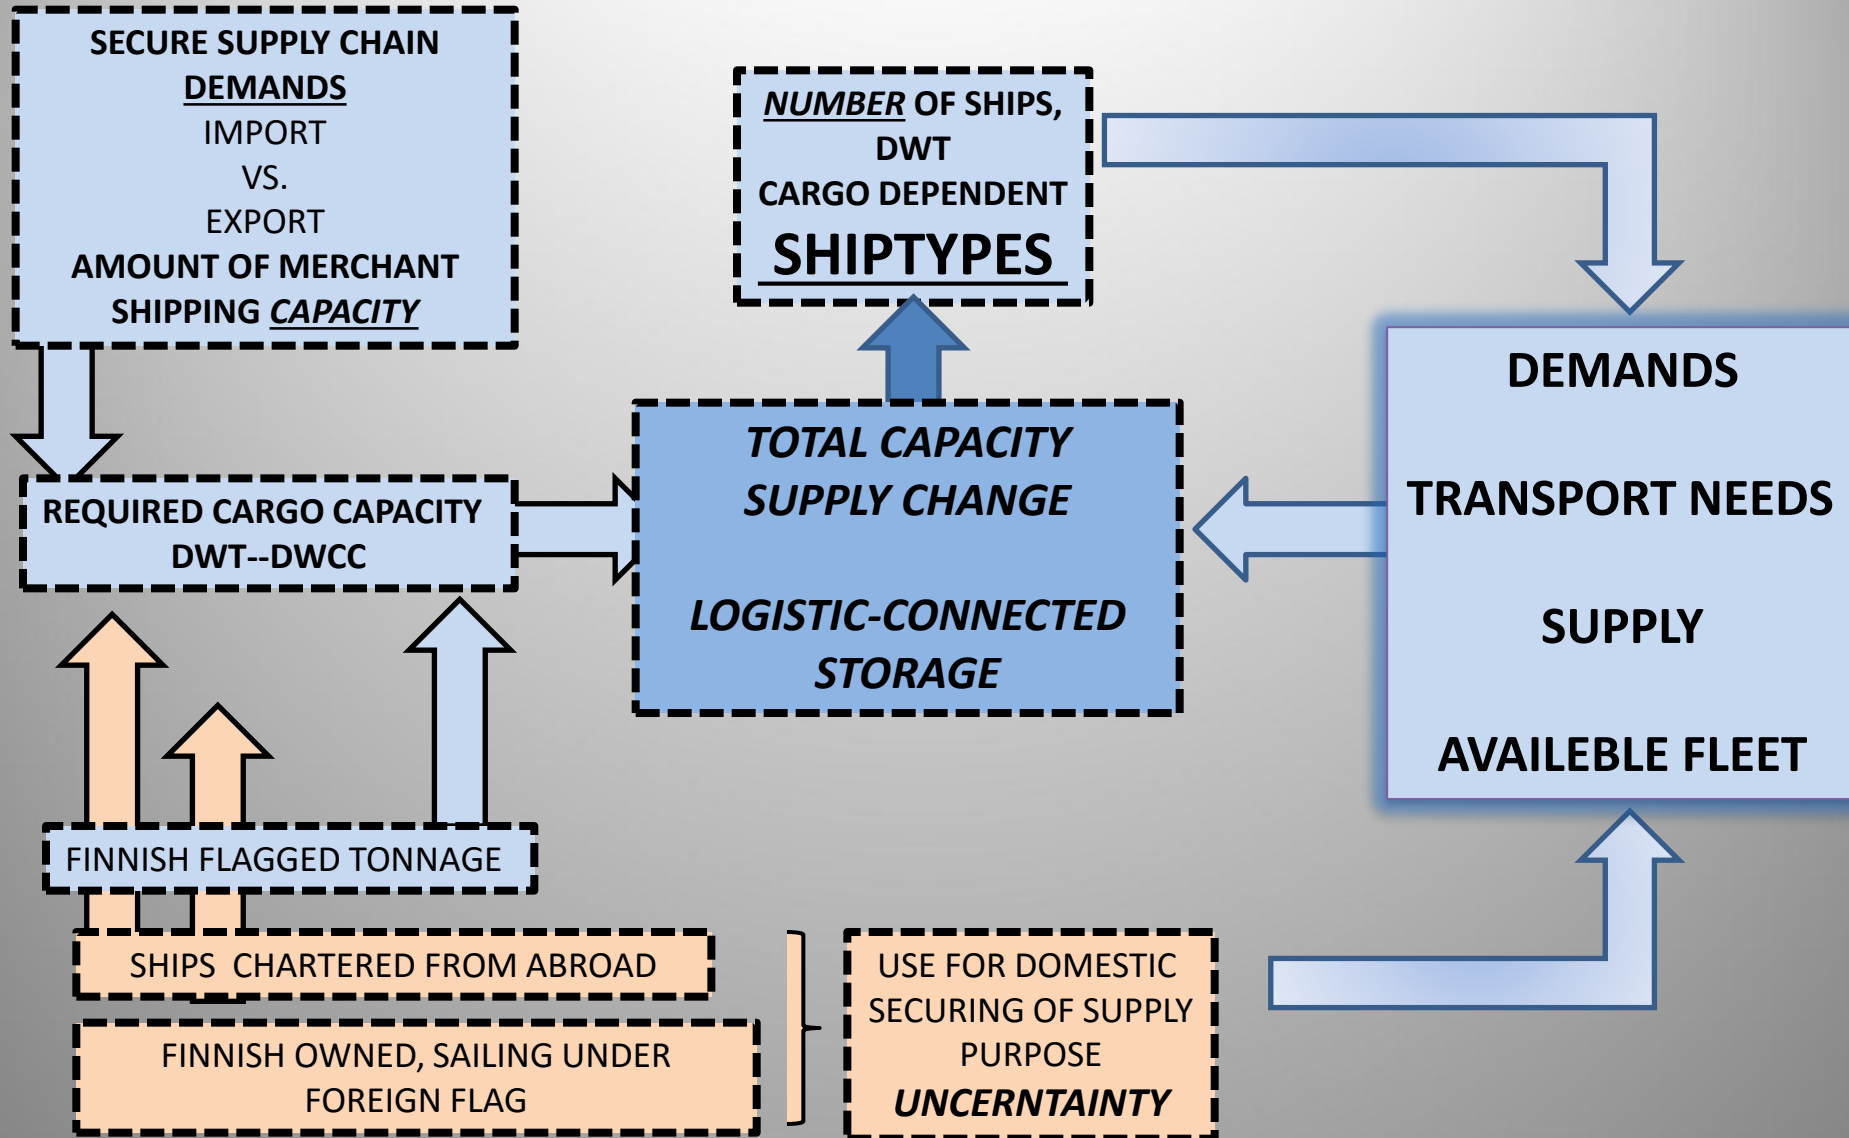 SECURE SUPPLY CHAIN
DEMANDS
IMPORT
VS.
EXPORT
AMOUNT OF MERCHANT
SHIPPING CAPACITY
NUMBER OF SHIPS,
DWT
CARGO DEPENDENT
SHIPTYPES
REQUIRED CARGO CAPACITY
DWT--DWCC
TOTAL CAPACITY
SUPPLY CHANGE
LOGISTIC-CONNECTED
STORAGE
DEMANDS
TRANSPORT NEEDS
SUPPLY
AVAILEBLE FLEET
FINNISH FLAGGED TONNAGE
SHIPS CHARTERED FROM ABROAD
FINNISH OWNED, SAILING UNDER
FOREIGN FLAG
USE FOR DOMESTIC
SECURING OF SUPPLY
PURPOSE
UNCERNTAINTY